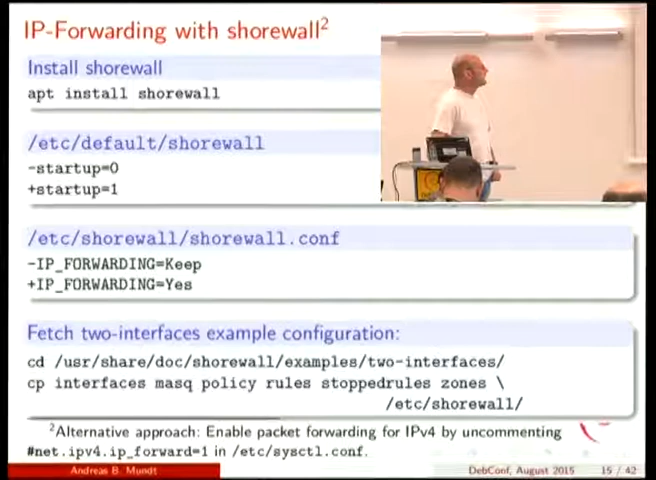 IP-Forwarding with shorewall²
Install shorewall
apt install shorewall
/etc/default/shorewall
-startup=0
+startup=1
/etc/shorewall/shorewall.conf
-IP_FORWARDING=Keep
+IP_FORWARDING=Yes
Fetch two-interfaces example configuration:
cd /usr/share/doc/shorewall/examples/two-interfaces/
cp interfaces masq policy rules stoppedrules zones \
/etc/shorewall/
²Alternative approach: Enable packet forwarding for IPv4 by uncommenting
#net.ipv4.ip_forward=1 in /etc/sysctl.conf.
Andreas B. Mundt DebConf, August 2015 15 / 42